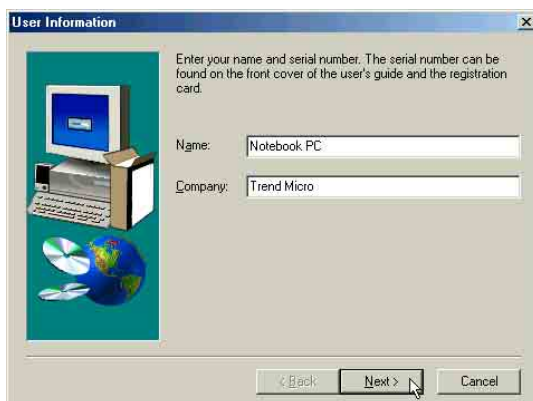 User Information
Enter your name and serial number. The serial number can be
found on the front cover of the user's guide and the registration
card.
Name: Notebook PC
Company: Trend Micro
< Back Next > Cancel